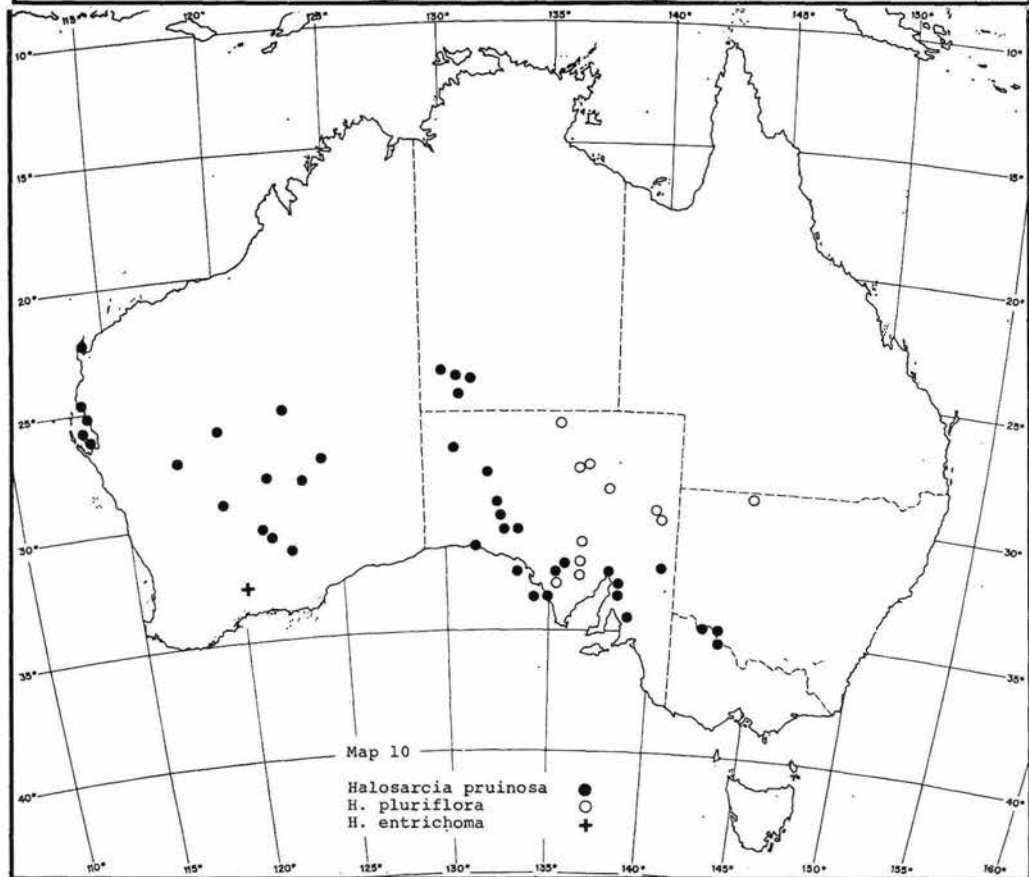 115° 120° 125° 130° 135° 140° 145° 150°
10° 10°
15° 15°
20° 20°
25° 25°
30° 30°
35° 35°
40° 40°
Map 10
Halosarcia pruinosa
H. pluriflora
H. entrichoma
110° 115° 120° 125° 130° 135° 140° 145° 150° 155° 160°